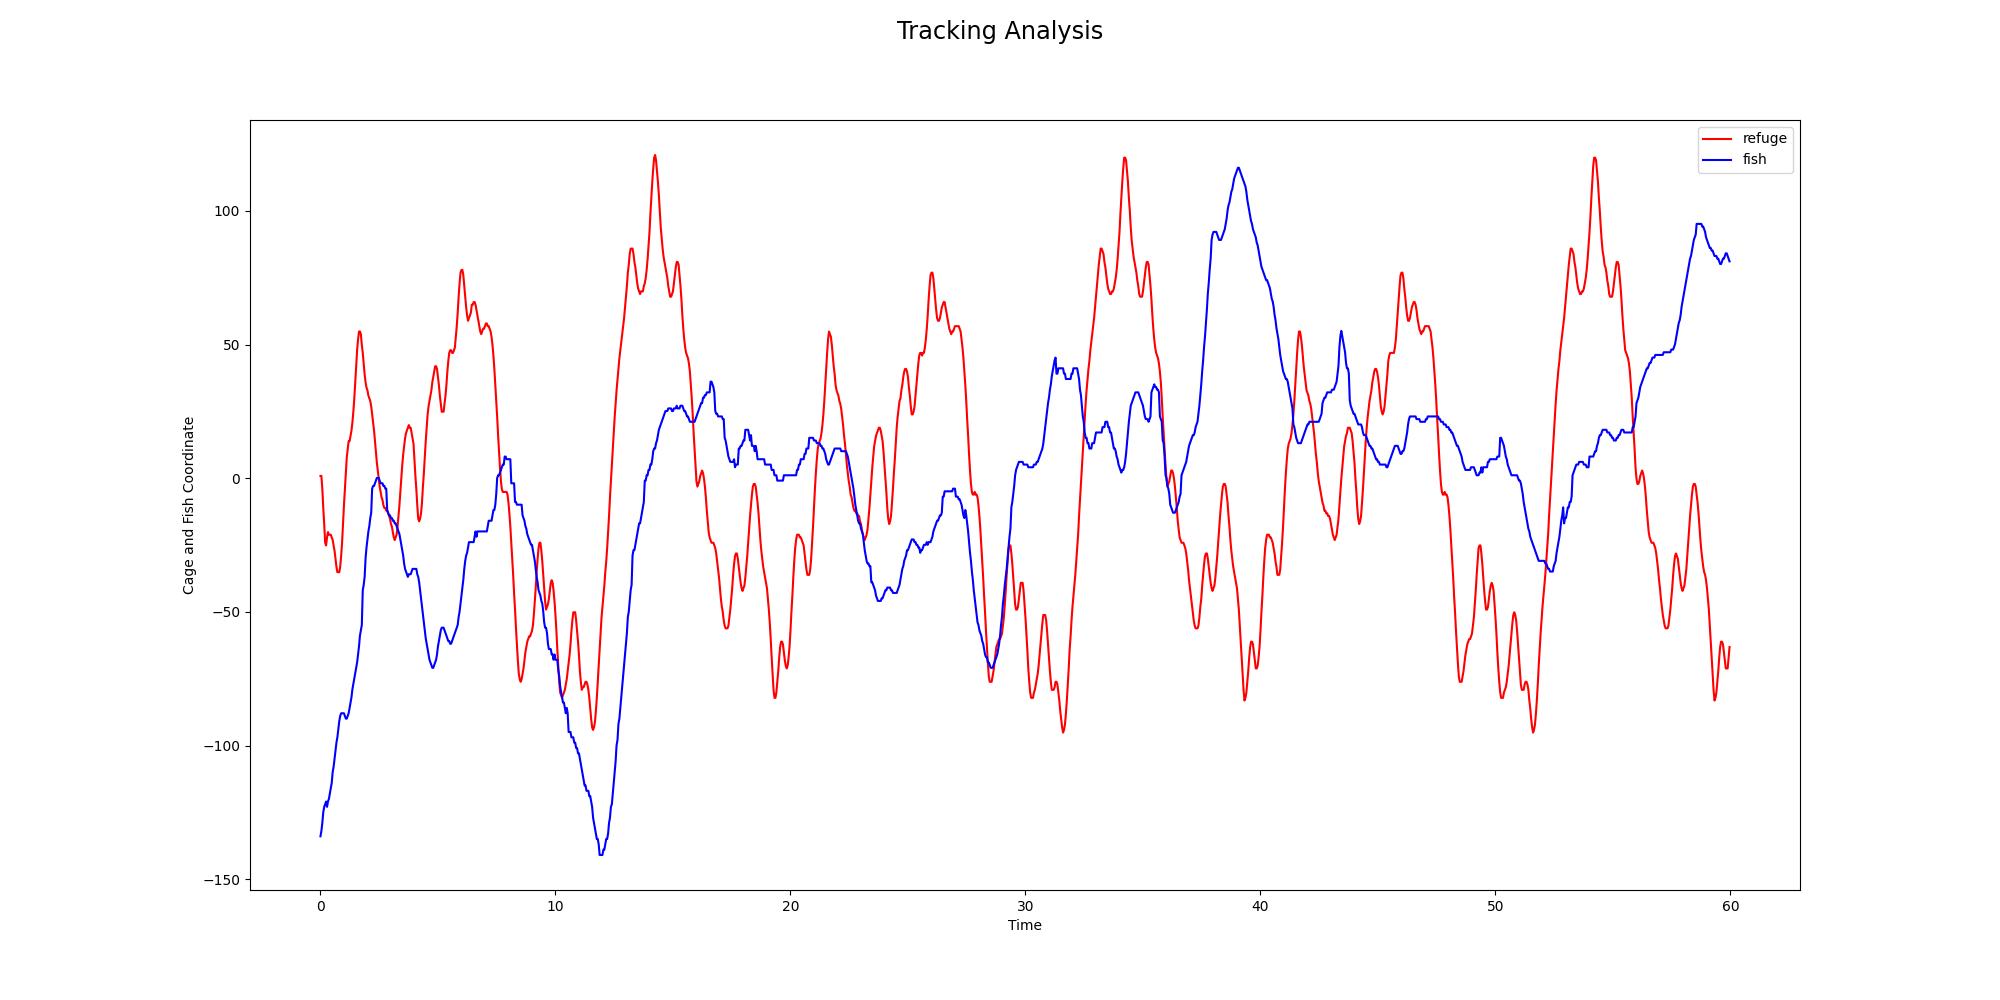 Tracking Analysis
refuge
fish
Cage and Fish Coordinate
100
50
0
−50
−100
−150
0 10 20 30 40 50 60
Time